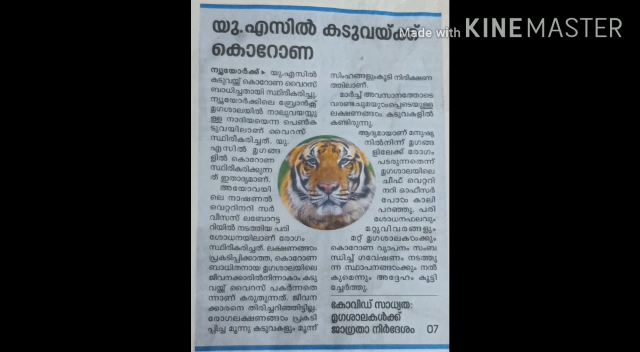 Made with KINEMASTER
യു.എസിൽ കടുവയ്ക്ക്
കൊറോണ
ന്യൂയോർക്ക് ▸ യു.എസിൽ
കടുവയ്ക്ക് കൊറോണ വൈറസ്
ബാധിച്ചതായി സ്ഥിരീകരിച്ചു.
ന്യൂയോർക്കിലെ ബ്രോൻക്സ്
മൃഗശാലയിൽ നാലുവയസ്സു
ള്ള നാദിയയെന്ന പെൺക
ടുവയിലാണ് വൈറസ്
സ്ഥിരീകരിച്ചത്. യു.
എസിൽ മൃഗങ്ങ
ളിൽ കൊറോണ
സ്ഥിരീകരിക്കുന്ന
ത് ഇതാദ്യമാണ്.
അയോവയി
ലെ നാഷണൽ
വെറ്ററിനറി സർ
വീസസ് ലബോറട്ട
റിയിൽ നടത്തിയ പരി
ശോധനയിലാണ് രോഗം
സ്ഥിരീകരിച്ചത്. ലക്ഷണങ്ങൾ
പ്രകടിപ്പിക്കാത്ത, കൊറോണ
ബാധിതനായ മൃഗശാലയിലെ
ജീവനക്കാരിൽനിന്നാകാം കടു
വയ്ക്ക് വൈറസ് പകർന്നതെ
ന്നാണ് കരുതുന്നത്. ജീവന
ക്കാരനെ തിരിച്ചറിഞ്ഞിട്ടില്ല.
രോഗലക്ഷണങ്ങൾ പ്രകടി
പ്പിച്ച മൂന്നു കടുവകളും മൂന്ന്
സിംഹങ്ങളുംകൂടി നിരീക്ഷണ
ത്തിലാണ്.
മാർച്ച് അവസാനത്തോടെ
വരണ്ടചുമയുൾപ്പെടെയുള്ള
ലക്ഷണങ്ങൾ കടുവകളിൽ
കണ്ടിരുന്നു.
ആദ്യമായാണ് മനുഷ്യ
നിൽനിന്ന് മൃഗങ്ങ
ളിലേക്ക് രോഗം
പടരുന്നതെന്ന്
മൃഗശാലയിലെ
ചീഫ് വെറ്ററി
നറി ഓഫീസർ
പോൾ കാലി
പറഞ്ഞു. പരി
ശോധനഫലവും
മറ്റുവിവരങ്ങളും
മറ്റ് മൃഗശാലകൾക്കും
കൊറോണ വ്യാപനം സംബ
ന്ധിച്ച് ഗവേഷണം നടത്തു
ന്ന സ്ഥാപനങ്ങൾക്കും നൽ
കുമെന്നും അദ്ദേഹം കൂട്ടി
ച്ചേർത്തു.
കോവിഡ് സാധ്യത:
മൃഗശാലകൾക്ക്
ജാഗ്രതാ നിർദേശം 07